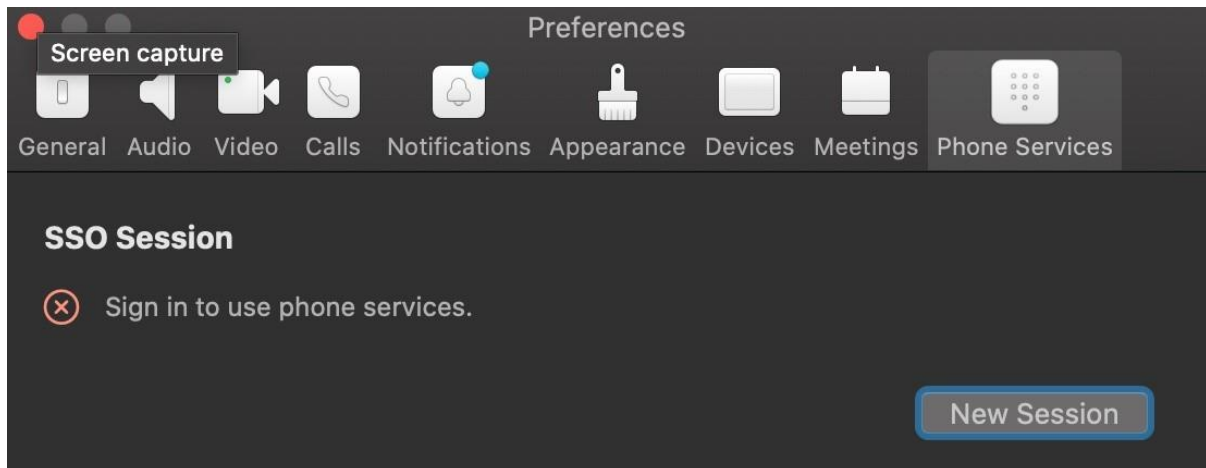 Preferences
Screen capture
General Audio Video Calls Notifications Appearance Devices Meetings Phone Services
SSO Session
Sign in to use phone services.
New Session